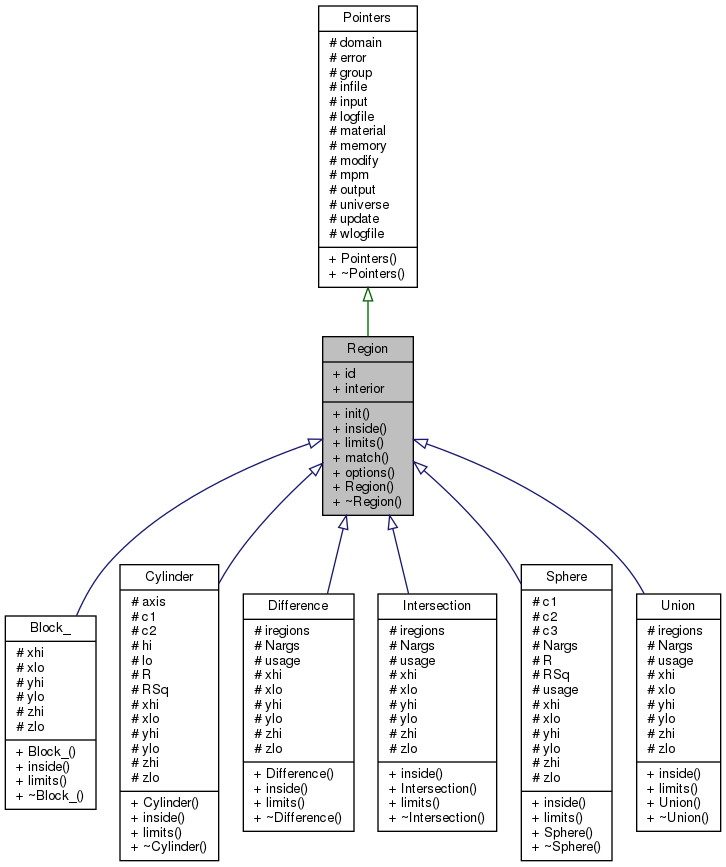 Pointers
# domain
# error
# group
# infile
# input
# logfile
# material
# memory
# modify
# mpm
# output
# universe
# update
# wlogfile
+ Pointers()
+ ~Pointers()
Region
+ id
+ interior
+ init()
+ inside()
+ limits()
+ match()
+ options()
+ Region()
+ ~Region()
Block_
# xhi
# xlo
# yhi
# ylo
# zhi
# zlo
+ Block_()
+ inside()
+ limits()
+ ~Block_()
Cylinder
# axis
# c1
# c2
# hi
# lo
# R
# RSq
# xhi
# xlo
# yhi
# ylo
# zhi
# zlo
+ Cylinder()
+ inside()
+ limits()
+ ~Cylinder()
Difference
# iregions
# Nargs
# usage
# xhi
# xlo
# yhi
# ylo
# zhi
# zlo
+ Difference()
+ inside()
+ limits()
+ ~Difference()
Intersection
# iregions
# Nargs
# usage
# xhi
# xlo
# yhi
# ylo
# zhi
# zlo
+ inside()
+ Intersection()
+ limits()
+ ~Intersection()
Sphere
# c1
# c2
# c3
# Nargs
# R
# RSq
# usage
# xhi
# xlo
# yhi
# ylo
# zhi
# zlo
+ inside()
+ limits()
+ Sphere()
+ ~Sphere()
Union
# iregions
# Nargs
# usage
# xhi
# xlo
# yhi
# ylo
# zhi
# zlo
+ inside()
+ limits()
+ Union()
+ ~Union()